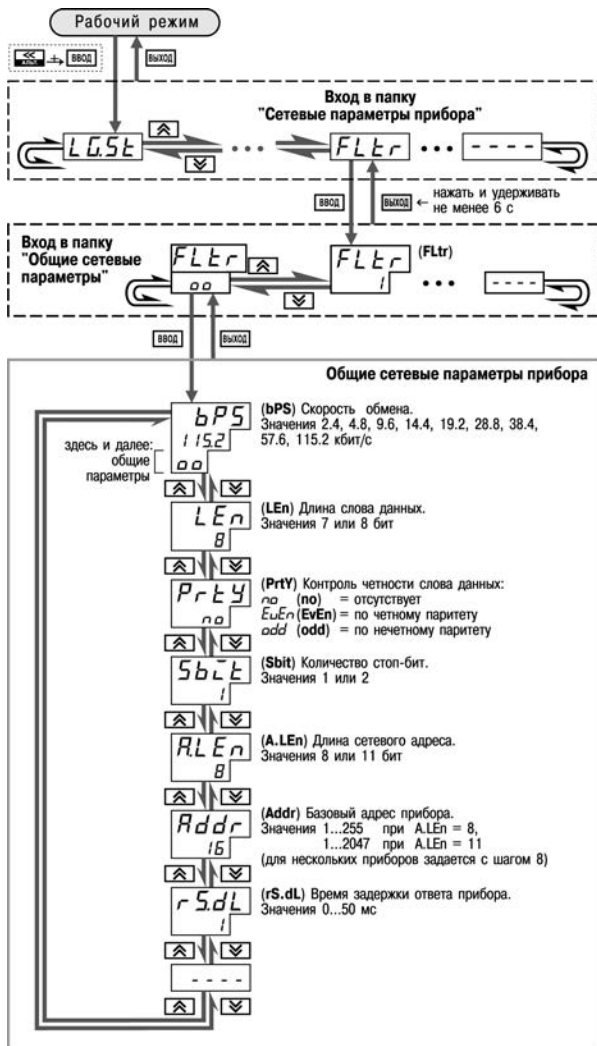 Рабочий режим
<<
АЛЬТ.
ВВОД
ВЫХОД
Вход в папку
"Сетевые параметры прибора"
LG.St
•••
FLtr
•••
- - - -
ВВОД
ВЫХОД
← нажать и удерживать
не менее 6 с
Вход в папку
"Общие сетевые
параметры"
FLtr
oo
FLtr
1
(FLtr)
•••
- - - -
ВВОД
ВЫХОД
Общие сетевые параметры прибора
bPS
115.2
oo
здесь и далее:
общие
параметры
(bPS) Скорость обмена.
Значения 2.4, 4.8, 9.6, 14.4, 19.2, 28.8, 38.4,
57.6, 115.2 кбит/с
LEn
8
(LEn) Длина слова данных.
Значения 7 или 8 бит
PrtY
no
(PrtY) Контроль четности слова данных:
no (no) = отсутствует
EvEn (EvEn) = по четному паритету
odd (odd) = по нечетному паритету
Sbit
1
(Sbit) Количество стоп-бит.
Значения 1 или 2
A.LEn
8
(A.LEn) Длина сетевого адреса.
Значения 8 или 11 бит
Addr
16
(Addr) Базовый адрес прибора.
Значения 1...255 при A.LEn = 8,
1...2047 при A.LEn = 11
(для нескольких приборов задается с шагом 8)
rS.dL
1
(rS.dL) Время задержки ответа прибора.
Значения 0...50 мс
- - - -